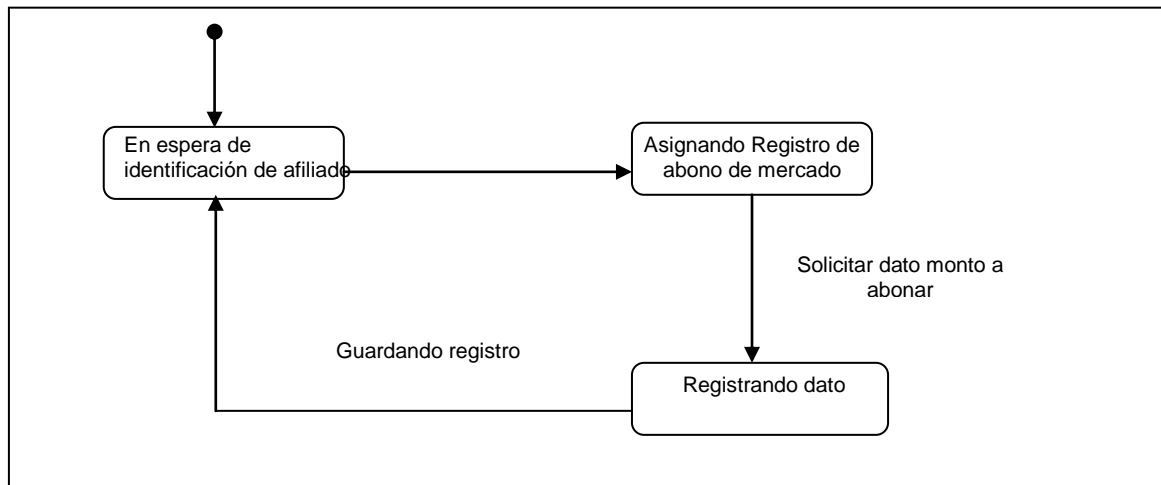 En espera de
identificación de afiliado
Asignando Registro de
abono de mercado
Solicitar dato monto a
abonar
Guardando registro
Registrando dato